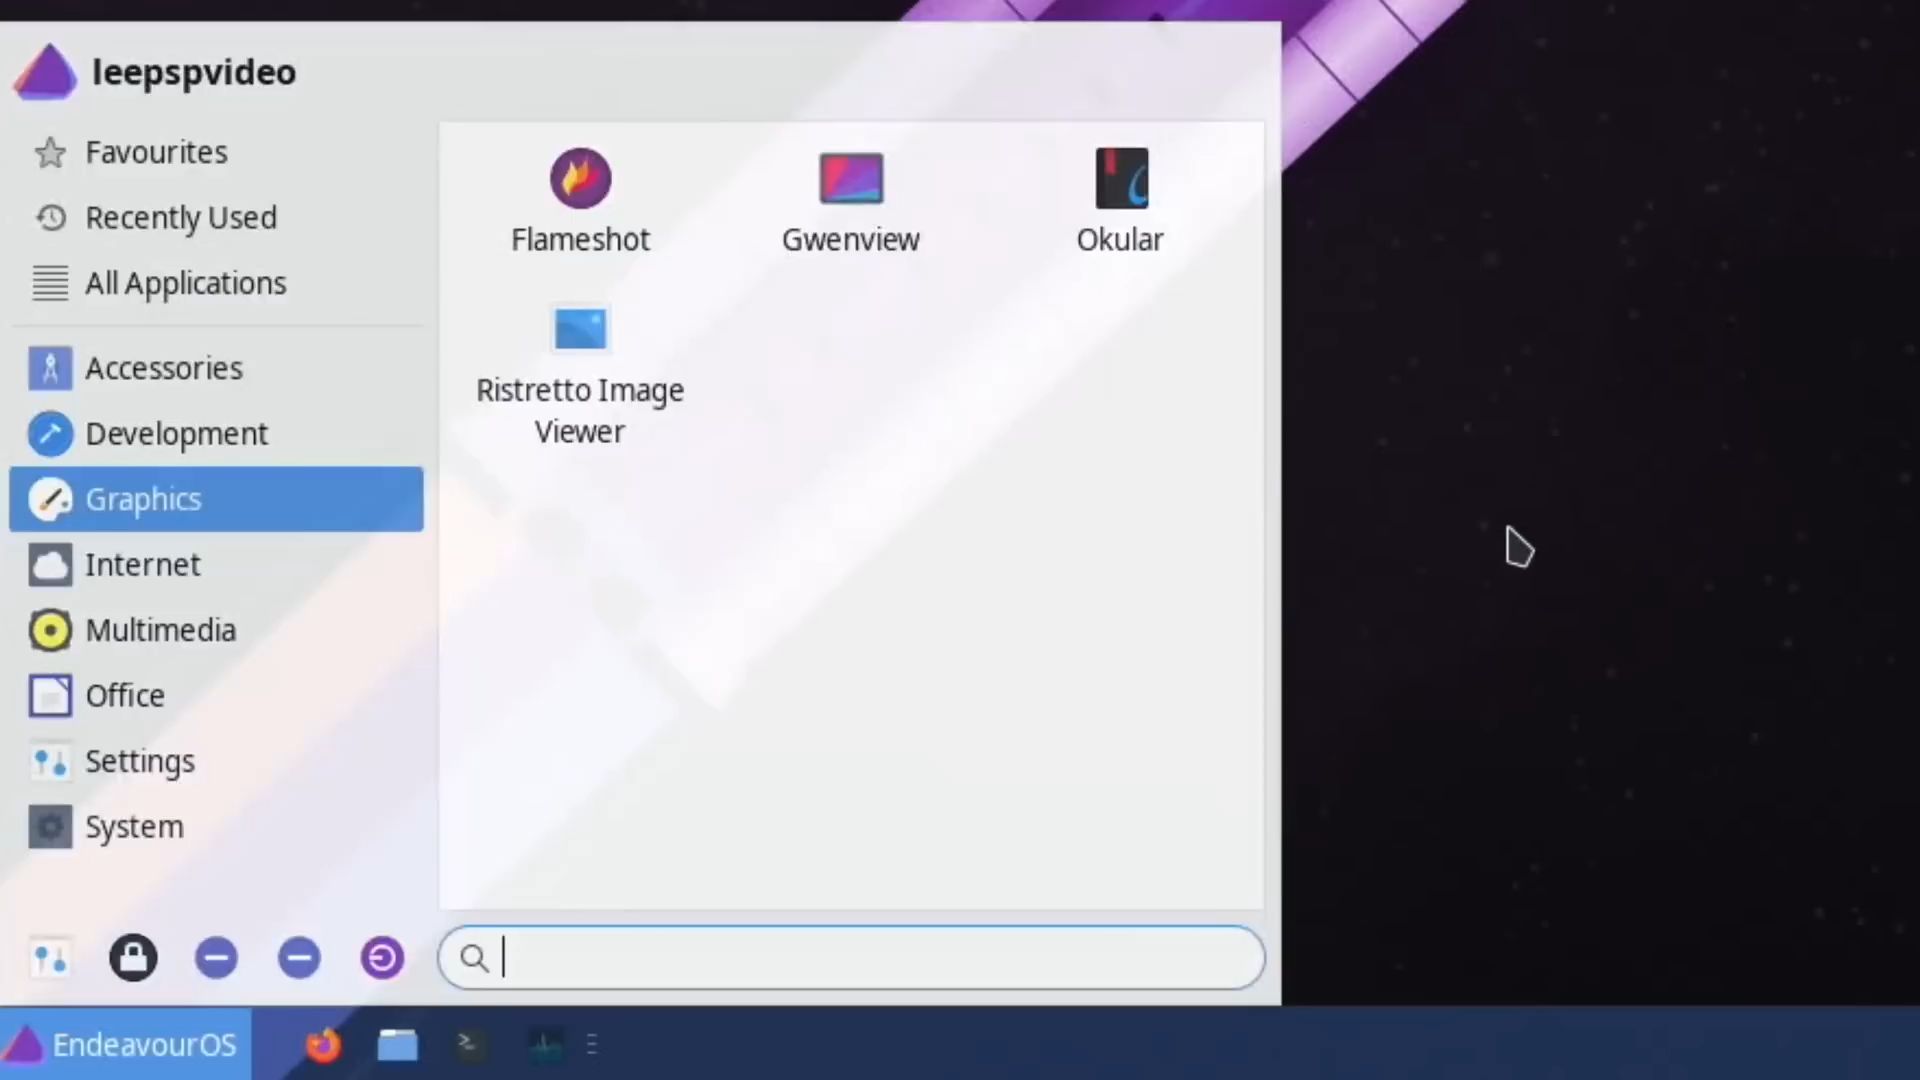 leepspvideo
Favourites
Recently Used
All Applications
Accessories
Development
Graphics
Internet
Multimedia
Office
Settings
System
Flameshot
Gwenview
Okular
Ristretto Image
Viewer
EndeavourOS